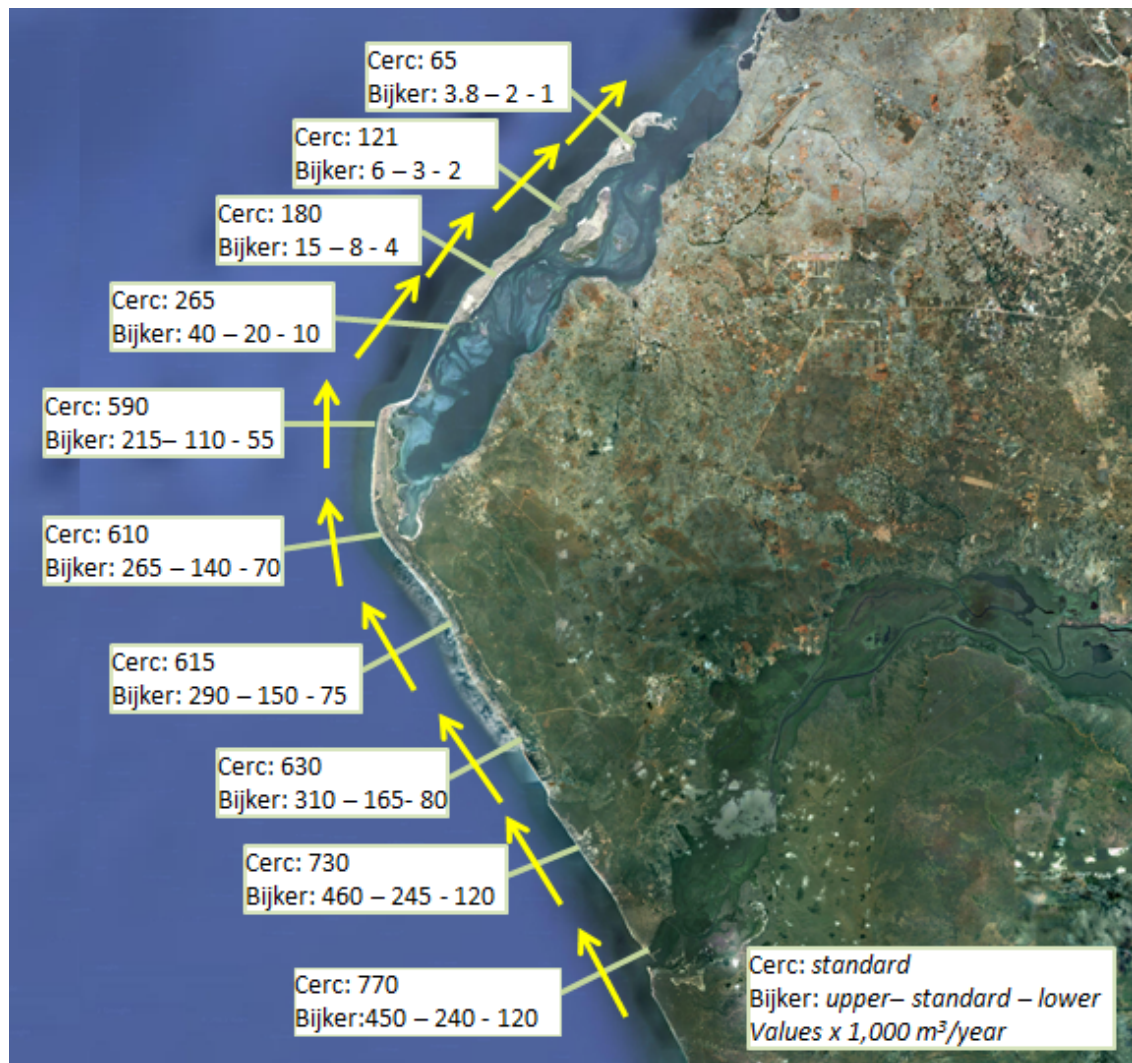 Cerc: 65
Bijker: 3.8 – 2 - 1
Cerc: 121
Bijker: 6 – 3 - 2
Cerc: 180
Bijker: 15 – 8 - 4
Cerc: 265
Bijker: 40 – 20 - 10
Cerc: 590
Bijker: 215– 110 - 55
Cerc: 610
Bijker: 265 – 140 - 70
Cerc: 615
Bijker: 290 – 150 - 75
Cerc: 630
Bijker: 310 – 165- 80
Cerc: 730
Bijker: 460 – 245 - 120
Cerc: 770
Bijker:450 – 240 - 120
Cerc: standard
Bijker: upper– standard – lower
Values x 1,000 m³/year